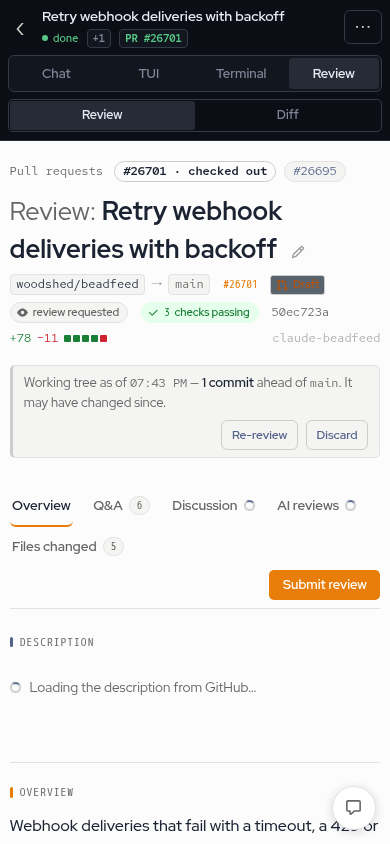 Retry webhook deliveries with backoff
done +1 PR #26701
Chat TUI Terminal Review
Review Diff
Pull requests #26701 · checked out #26695
Review: Retry webhook
deliveries with backoff
woodshed/beadfeed → main #26701
review requested 3 checks passing 50ec723a
+78 −11 claude-beadfeed
Working tree as of 07:43 PM — 1 commit ahead of main. It
may have changed since.
Re-review Discard
Overview Q&A 6 Discussion AI reviews
Files changed 5
Submit review
DESCRIPTION
Loading the description from GitHub…
OVERVIEW
Webhook deliveries that fail with a timeout, a or